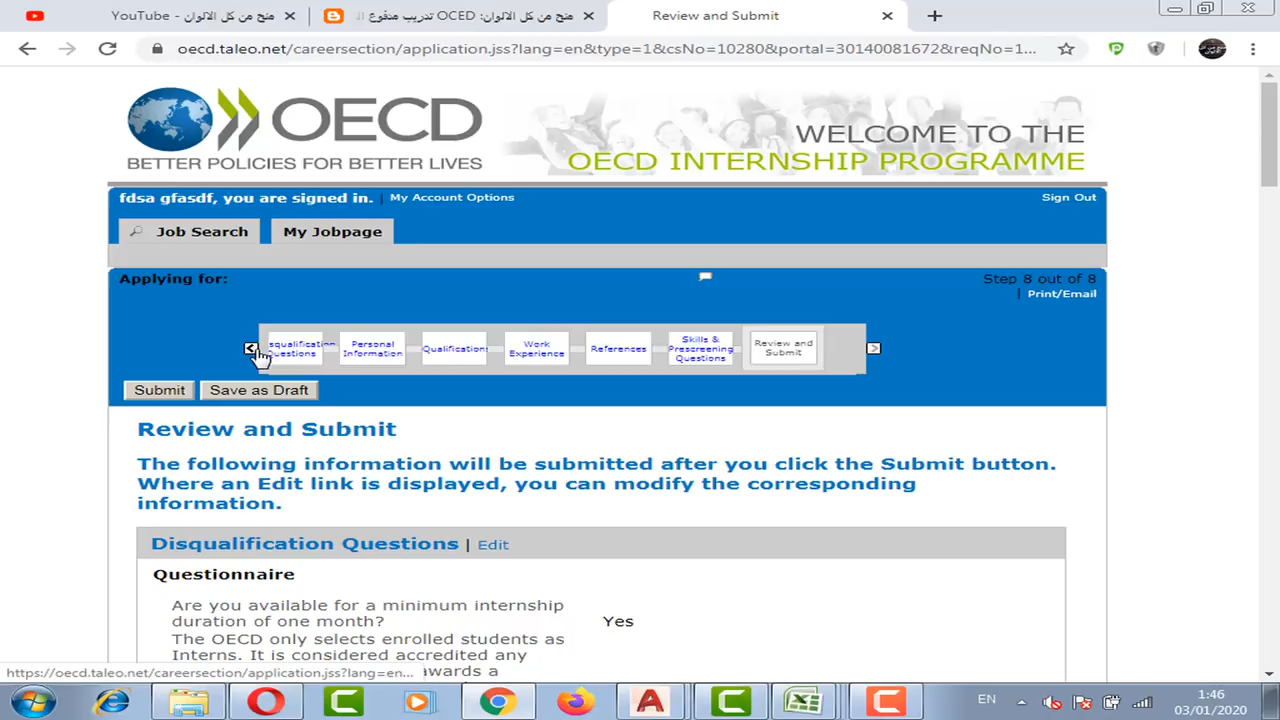 YouTube - منح من كل الالوان
منح من كل الالوان: OCED تدريب مدفوع ال
Review and Submit
oecd.taleo.net/careersection/application.jss?lang=en&type=1&csNo=10280&portal=30140081672&reqNo=1...
OECD
BETTER POLICIES FOR BETTER LIVES
WELCOME TO THE
OECD INTERNSHIP PROGRAMME
fdsa gfasdf, you are signed in. | My Account Options
Sign Out
Job Search
My Jobpage
Applying for:
Step 8 out of 8
| Print/Email
squalification
Questions
Personal
Information
Qualifications
Work
Experience
References
Skills &
Prescreening
Questions
Review and
Submit
Submit
Save as Draft
Review and Submit
The following information will be submitted after you click the Submit button.
Where an Edit link is displayed, you can modify the corresponding
information.
Disqualification Questions | Edit
Questionnaire
Are you available for a minimum internship
duration of one month?
Yes
The OECD only selects enrolled students as
Interns. It is considered accredited any
awards a
https://oecd.taleo.net/careersection/application.jss?lang=en...
EN
1:46
03/01/2020